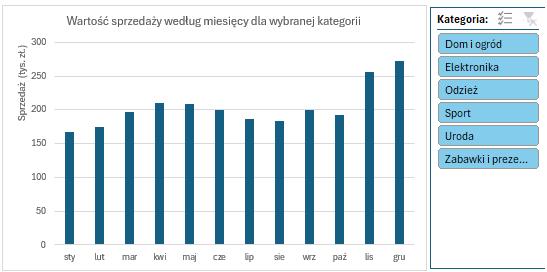 Wartość sprzedaży według miesięcy dla wybranej kategorii
Sprzedaż (tys. zł.)
300
250
200
150
100
50
0
sty lut mar kwi maj cze lip sie wrz paź lis gru
Kategoria:
Dom i ogród
Elektronika
Odzież
Sport
Uroda
Zabawki i preze...